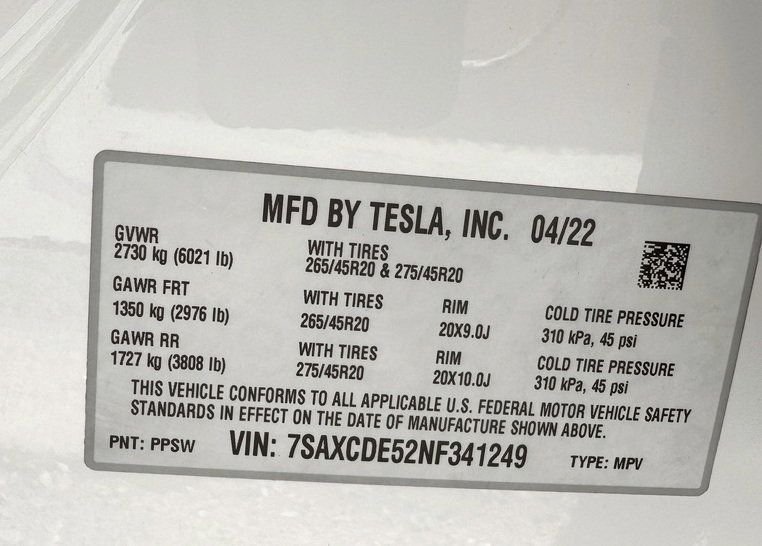 MFD BY TESLA, INC. 04/22
GVWR
2730 kg (6021 lb)
WITH TIRES
265/45R20 & 275/45R20
GAWR FRT
1350 kg (2976 lb)
WITH TIRES
265/45R20
RIM
20X9.0J
COLD TIRE PRESSURE
310 kPa, 45 psi
GAWR RR
1727 kg (3808 lb)
WITH TIRES
275/45R20
RIM
20X10.0J
COLD TIRE PRESSURE
310 kPa, 45 psi
THIS VEHICLE CONFORMS TO ALL APPLICABLE U.S. FEDERAL MOTOR VEHICLE SAFETY
STANDARDS IN EFFECT ON THE DATE OF MANUFACTURE SHOWN ABOVE.
PNT: PPSW VIN: 7SAXCDE52NF341249 TYPE: MPV